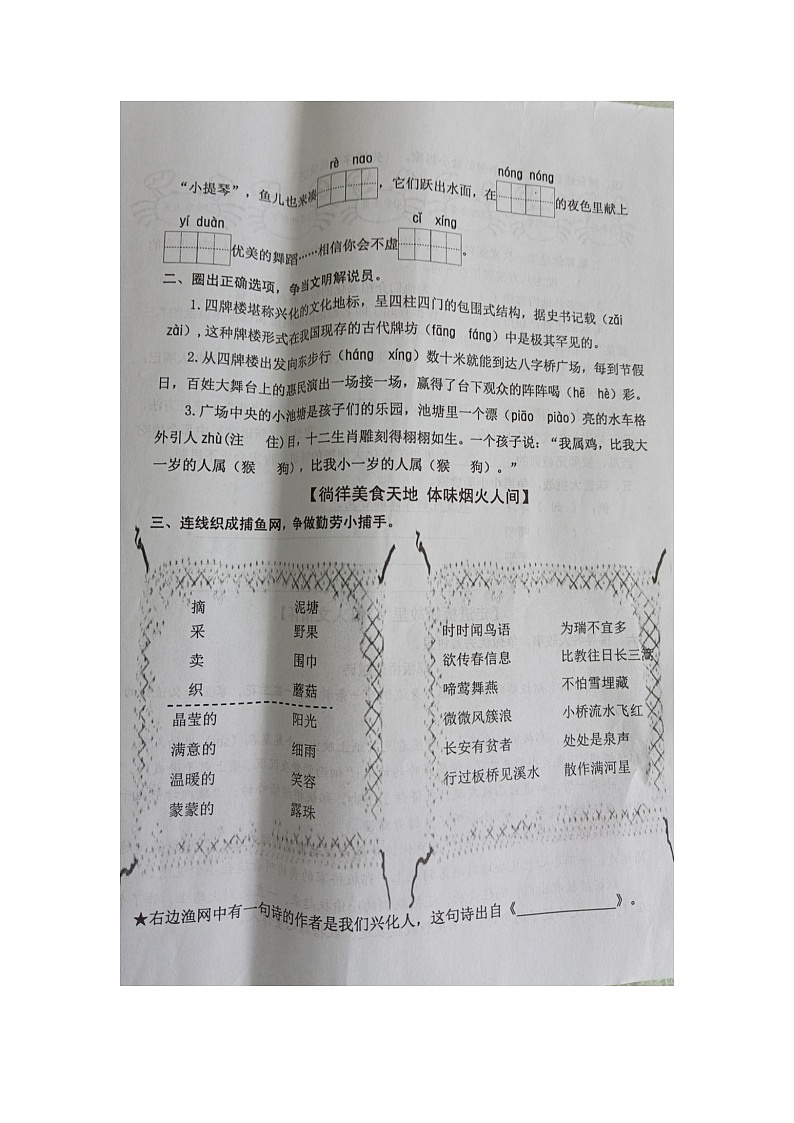 rè nao nóng nóng
“小提琴”，鱼儿也来凑，它们跃出水面，在的夜色里献上
yí duàn cǐ xíng
优美的舞蹈……相信你会不虚。
二、圈出正确选项，争当文明解说员。
1.四牌楼堪称兴化的文化地标，呈四柱四门的包围式结构，据史书记载（zǎi
zài）,这种牌楼形式在我国现存的古代牌坊（fāng fáng）中是极其罕见的。
2.从四牌楼出发向东步行（háng xíng）数十米就能到达八字桥广场，每到节假
日，百姓大舞台上的惠民演出一场接一场，赢得了台下观众的阵阵喝（hē hè）彩。
3.广场中央的小池塘是孩子们的乐园，池塘里一个漂（piāo piào）亮的水车格
外引人 zhù（注 住）目，十二生肖雕刻得栩栩如生。一个孩子说：“我属鸡，比我大
一岁的人属（猴 狗），比我小一岁的人属（猴 狗）。”
【徜徉美食天地 体味烟火人间】
三、连线织成捕鱼网，争做勤劳小捕手。
摘 泥塘
采 野果
卖 围巾
织 蘑菇
晶莹的 阳光
满意的 细雨
温暖的 笑容
蒙蒙的 露珠
时时闻鸟语 为瑞不宜多
欲传春信息 比教往日长三篙
啼莺舞燕 不怕雪埋藏
微微风簇浪 小桥流水飞红
长安有贫者 处处是泉声
行过板桥见溪水 散作满河星
★右边渔网中有一句诗的作者是我们兴化人，这句诗出自《____________》。